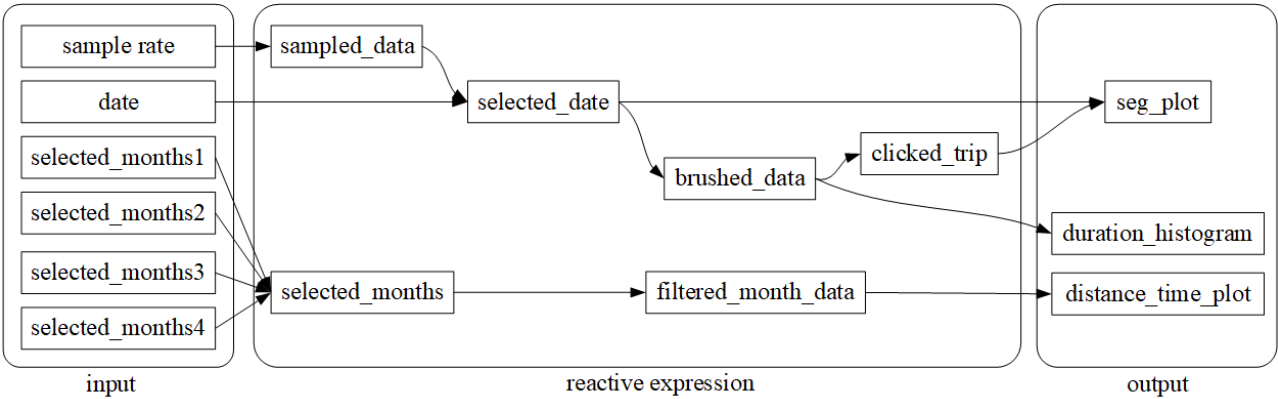 sample rate
date
selected_months1
selected_months2
selected_months3
selected_months4
input
sampled_data
selected_date
brushed_data
clicked_trip
selected_months
filtered_month_data
reactive expression
seg_plot
duration_histogram
distance_time_plot
output